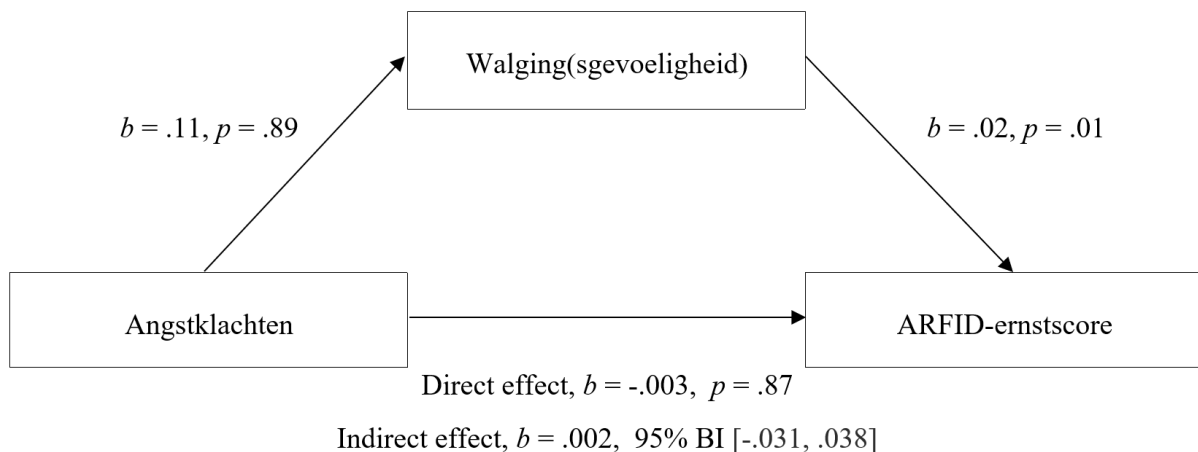 Walging(sgevoeligheid)
b = .11, p = .89
b = .02, p = .01
Angstklachten
ARFID-ernstscore
Direct effect, b = -.003, p = .87
Indirect effect, b = .002, 95% BI [-.031, .038]